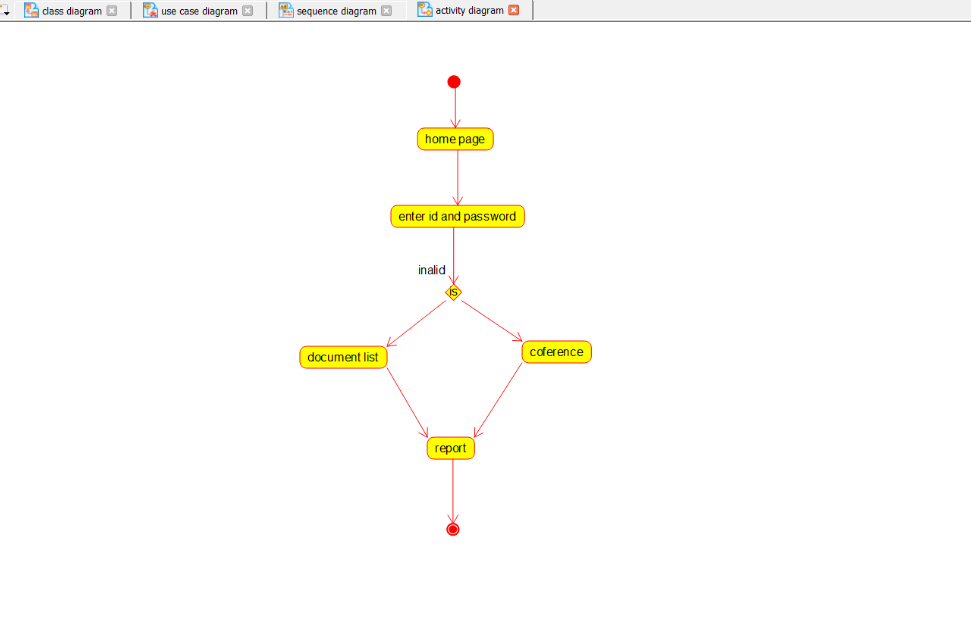 class diagram
use case diagram
sequence diagram
activity diagram
home page
enter id and password
inalid
is
document list
coference
report